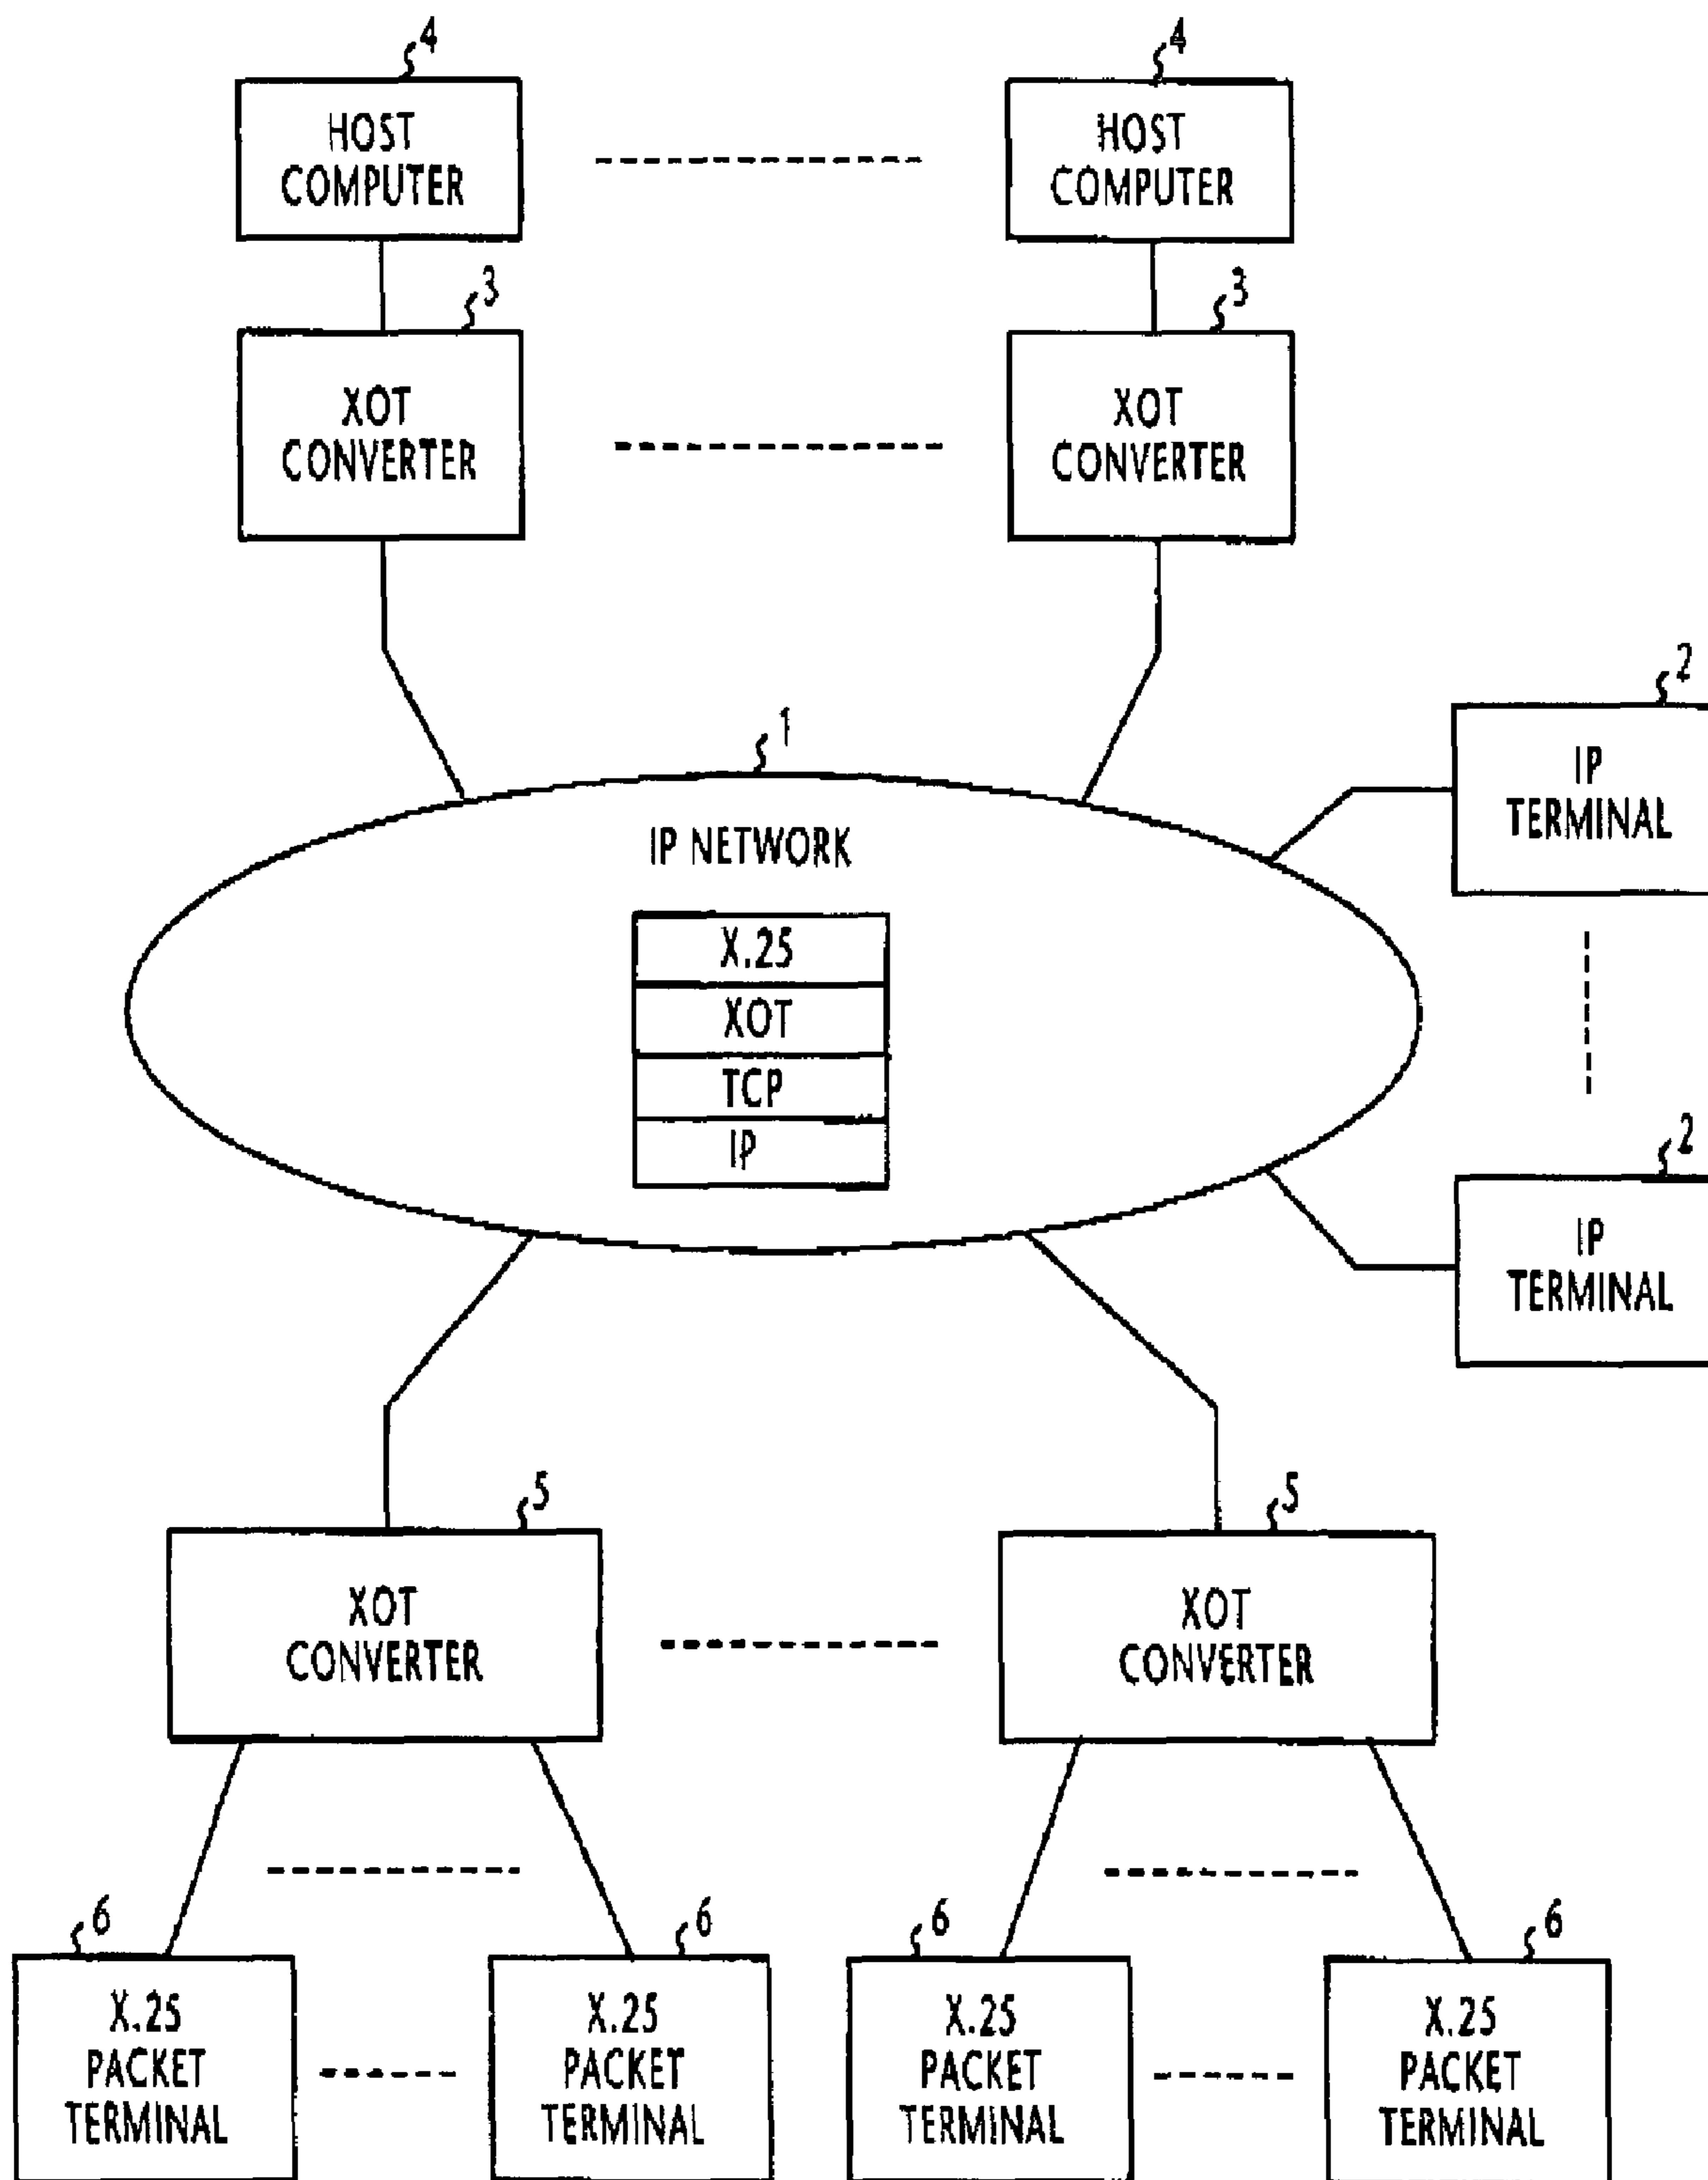 4
4
HOST
COMPUTER
HOST
COMPUTER
3
3
XOT
CONVERTER
XOT
CONVERTER
2
IP
TERMINAL
1
IP NETWORK
X.25
XOT
TCP
IP
2
IP
TERMINAL
5
5
XOT
CONVERTER
XOT
CONVERTER
6
6
6
6
X.25
PACKET
TERMINAL
X.25
PACKET
TERMINAL
X.25
PACKET
TERMINAL
X.25
PACKET
TERMINAL